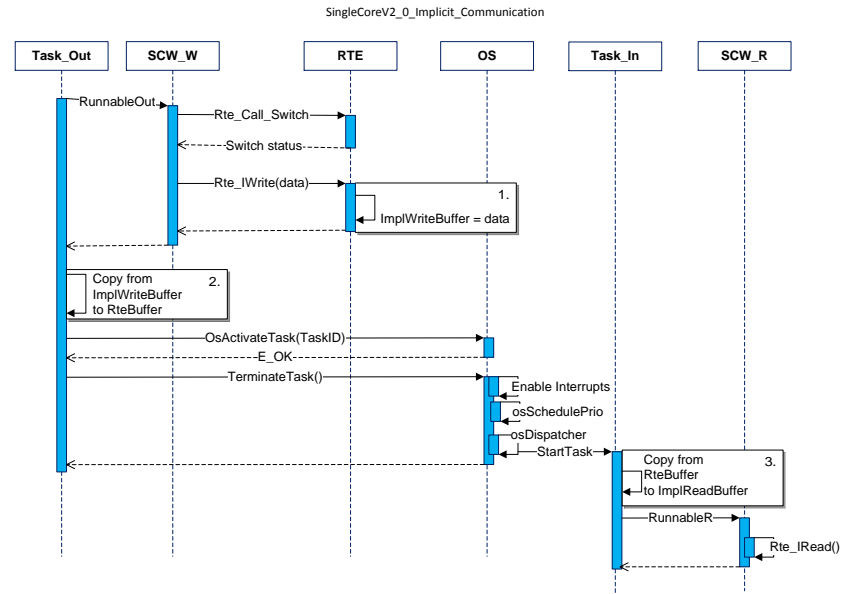 SingleCoreV2_0_Implicit_Communication
Task_Out
SCW_W
RTE
OS
Task_In
SCW_R
RunnableOut
Rte_Call_Switch
Switch status
Rte_IWrite(data)
1.
ImplWriteBuffer = data
Copy from
2.
ImplWriteBuffer
to RteBuffer
OsActivateTask(TaskID)
E_OK
TerminateTask()
Enable Interrupts
osSchedulePrio
osDispatcher
StartTask
Copy from
3.
RteBuffer
to ImplReadBuffer
RunnableR
Rte_IRead()